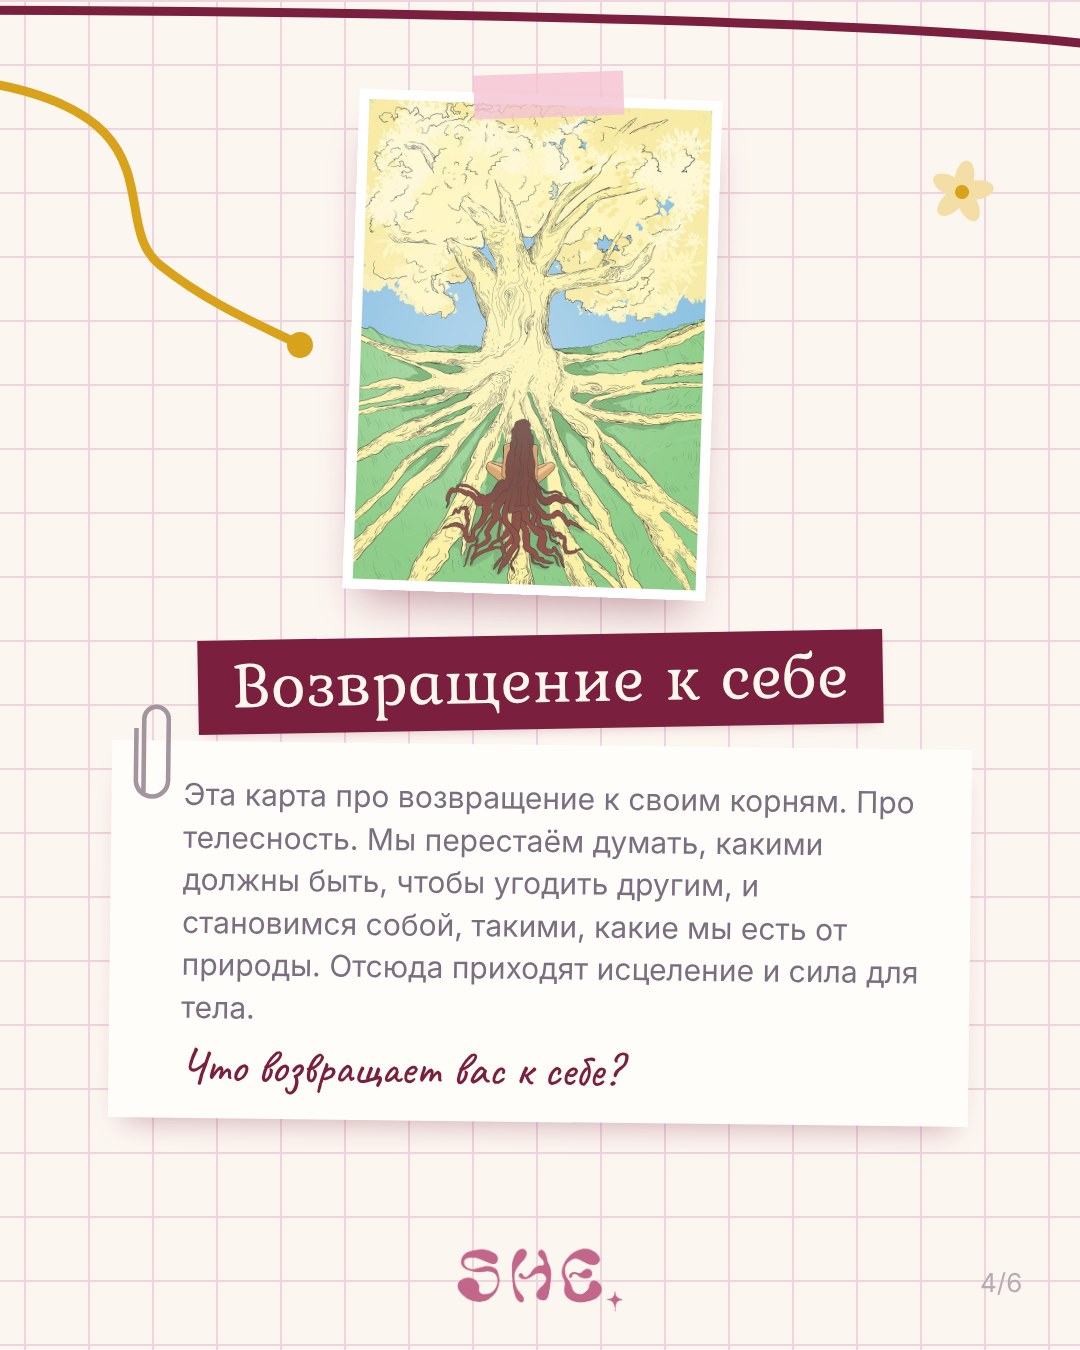 Возвращение к себе
Эта карта про возвращение к своим корням. Про
телесность. Мы перестаём думать, какими
должны быть, чтобы угодить другим, и
становимся собой, такими, какие мы есть от
природы. Отсюда приходят исцеление и сила для
тела.
Что возвращает вас к себе?
SHE
4/6